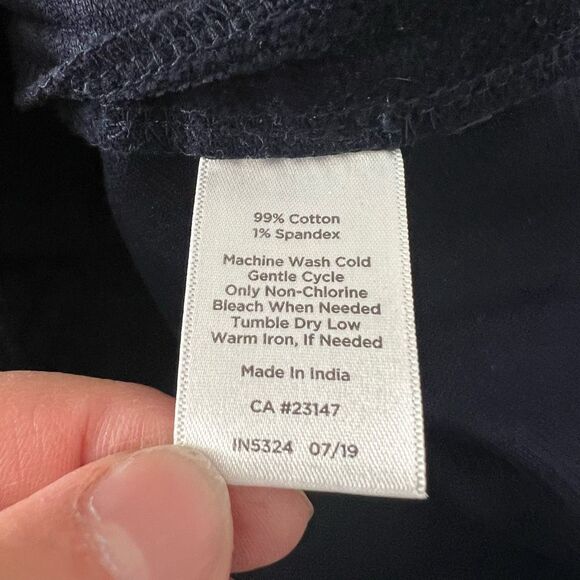 99% Cotton
1% Spandex
Machine Wash Cold
Gentle Cycle
Only Non-Chlorine
Bleach When Needed
Tumble Dry Low
Warm Iron, If Needed
Made In India
CA #23147
IN5324 07/19